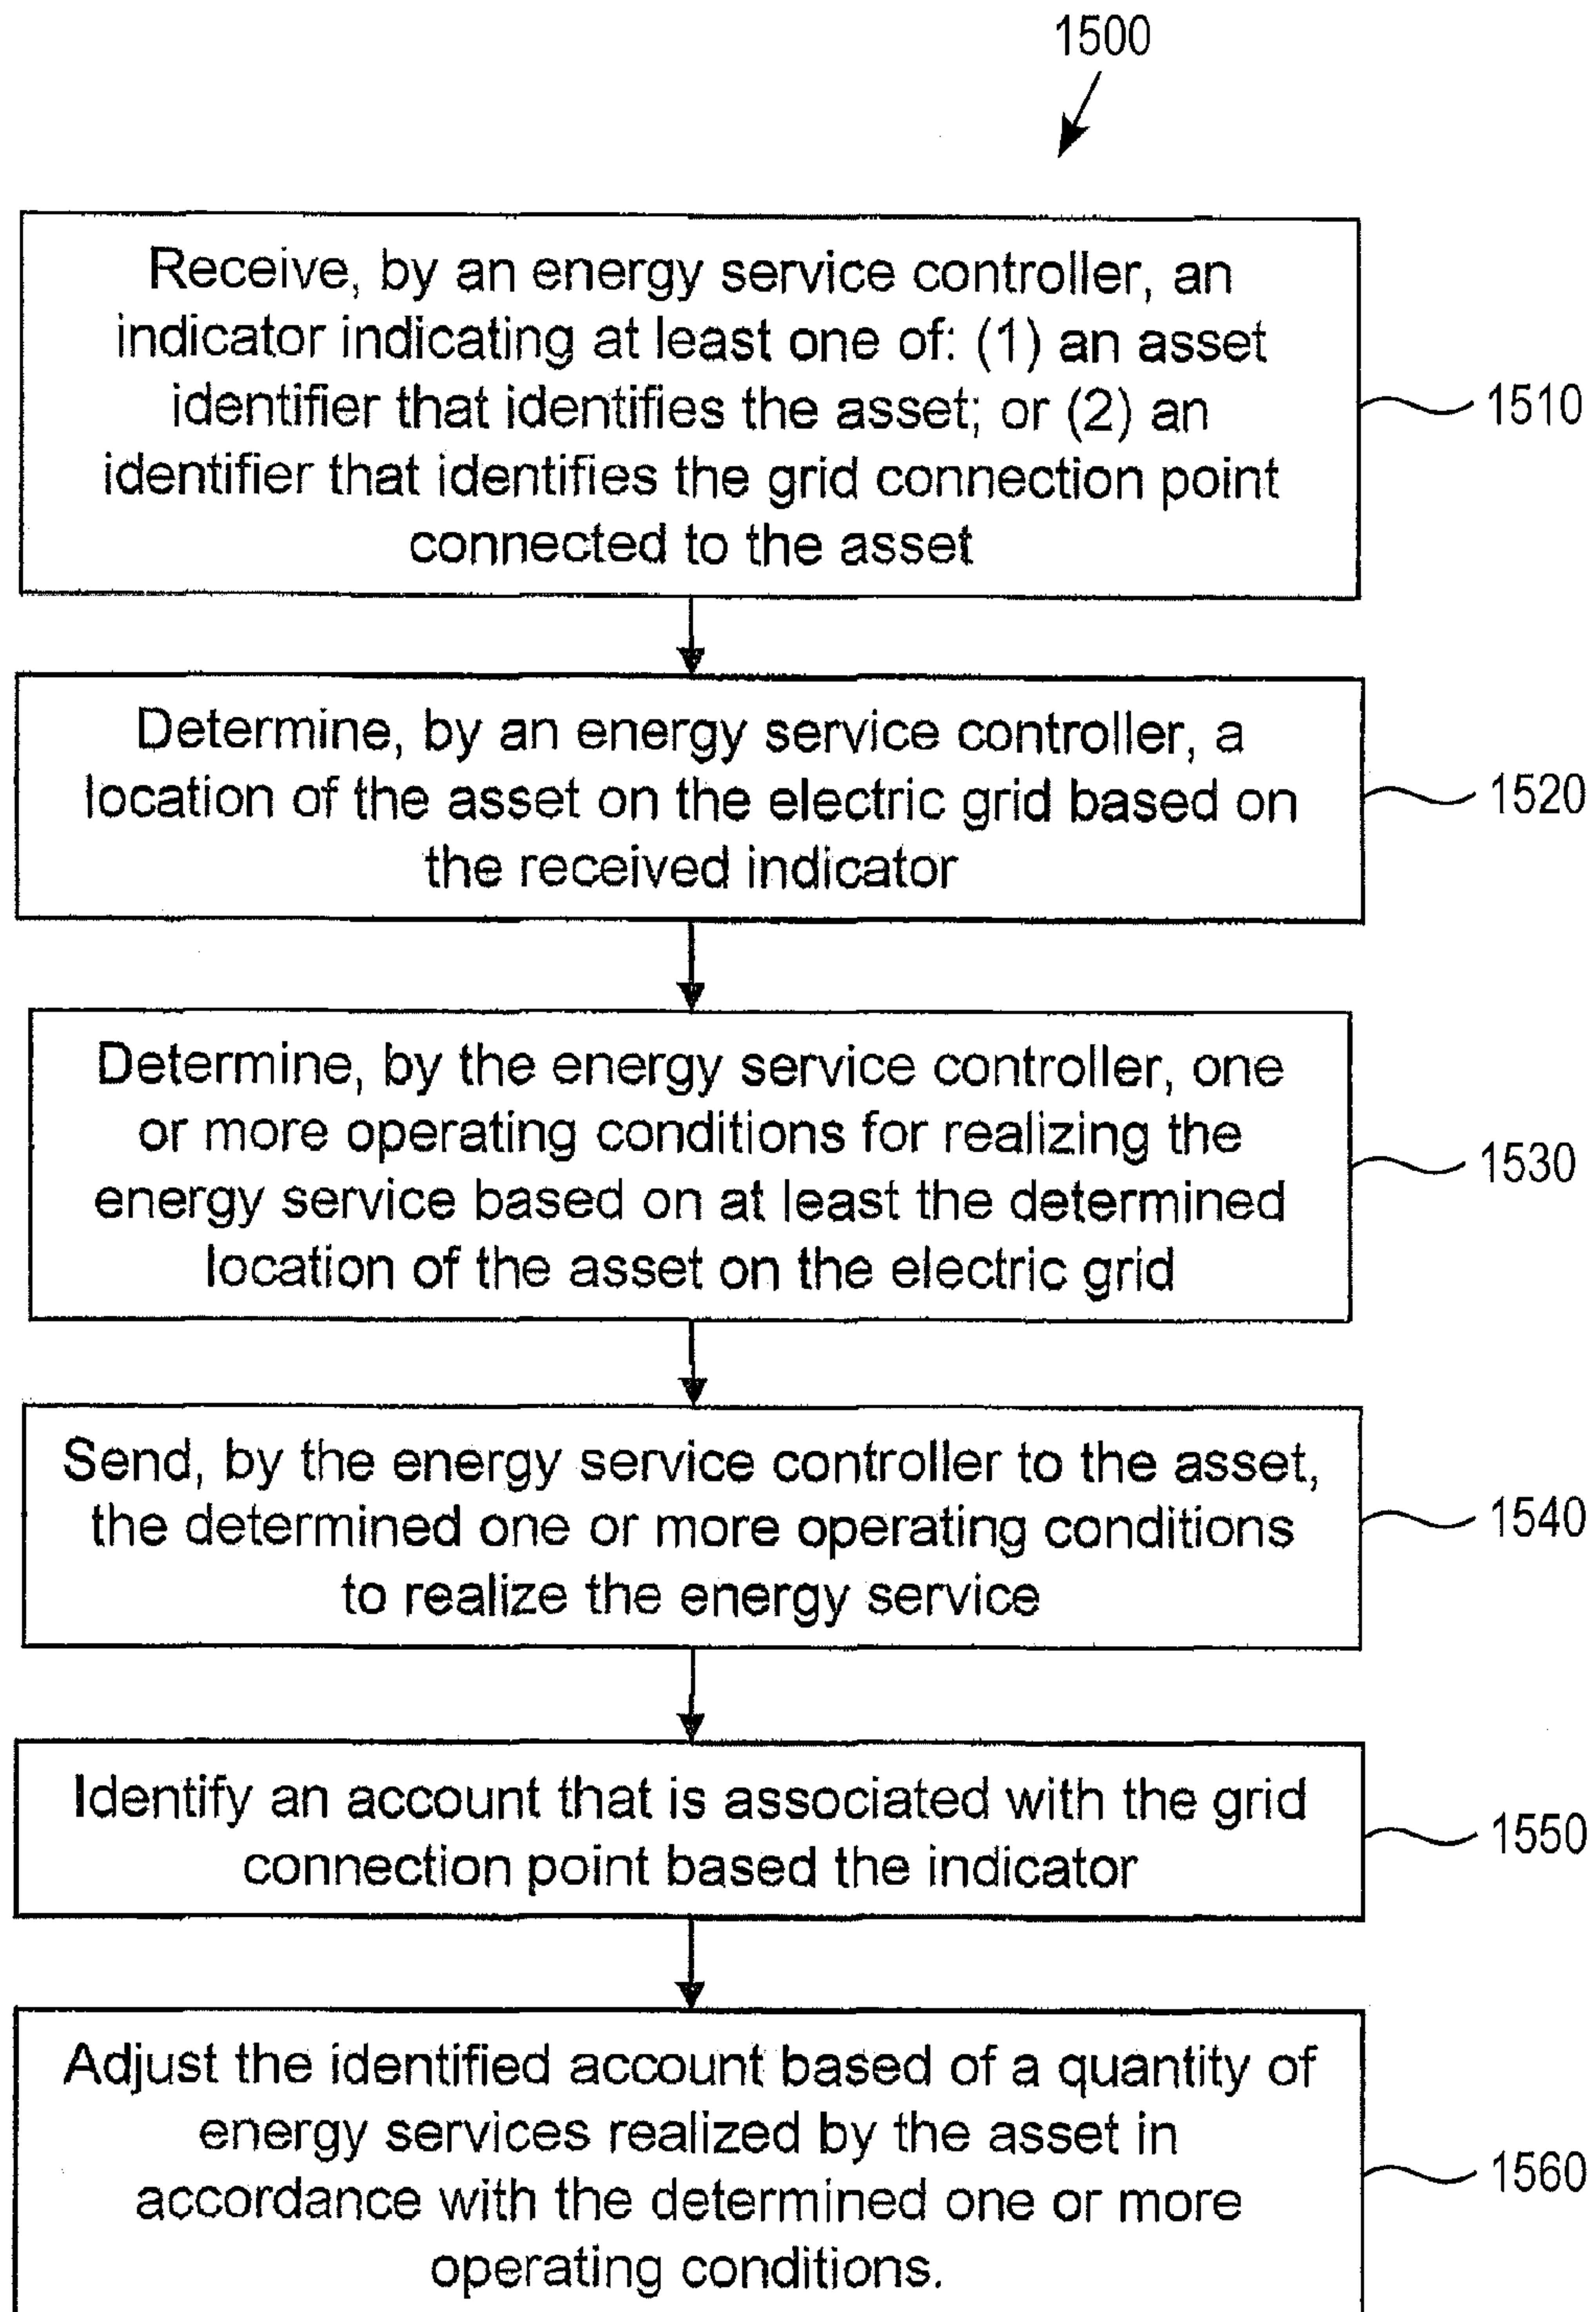 1500
Receive, by an energy service controller, an
indicator indicating at least one of: (1) an asset
identifier that identifies the asset; or (2) an
identifier that identifies the grid connection point
connected to the asset
1510
Determine, by an energy service controller, a
location of the asset on the electric grid based on
the received indicator
1520
Determine, by the energy service controller, one
or more operating conditions for realizing the
energy service based on at least the determined
location of the asset on the electric grid
1530
Send, by the energy service controller to the asset,
the determined one or more operating conditions
to realize the energy service
1540
Identify an account that is associated with the grid
connection point based the indicator
1550
Adjust the identified account based of a quantity of
energy services realized by the asset in
accordance with the determined one or more
operating conditions.
1560